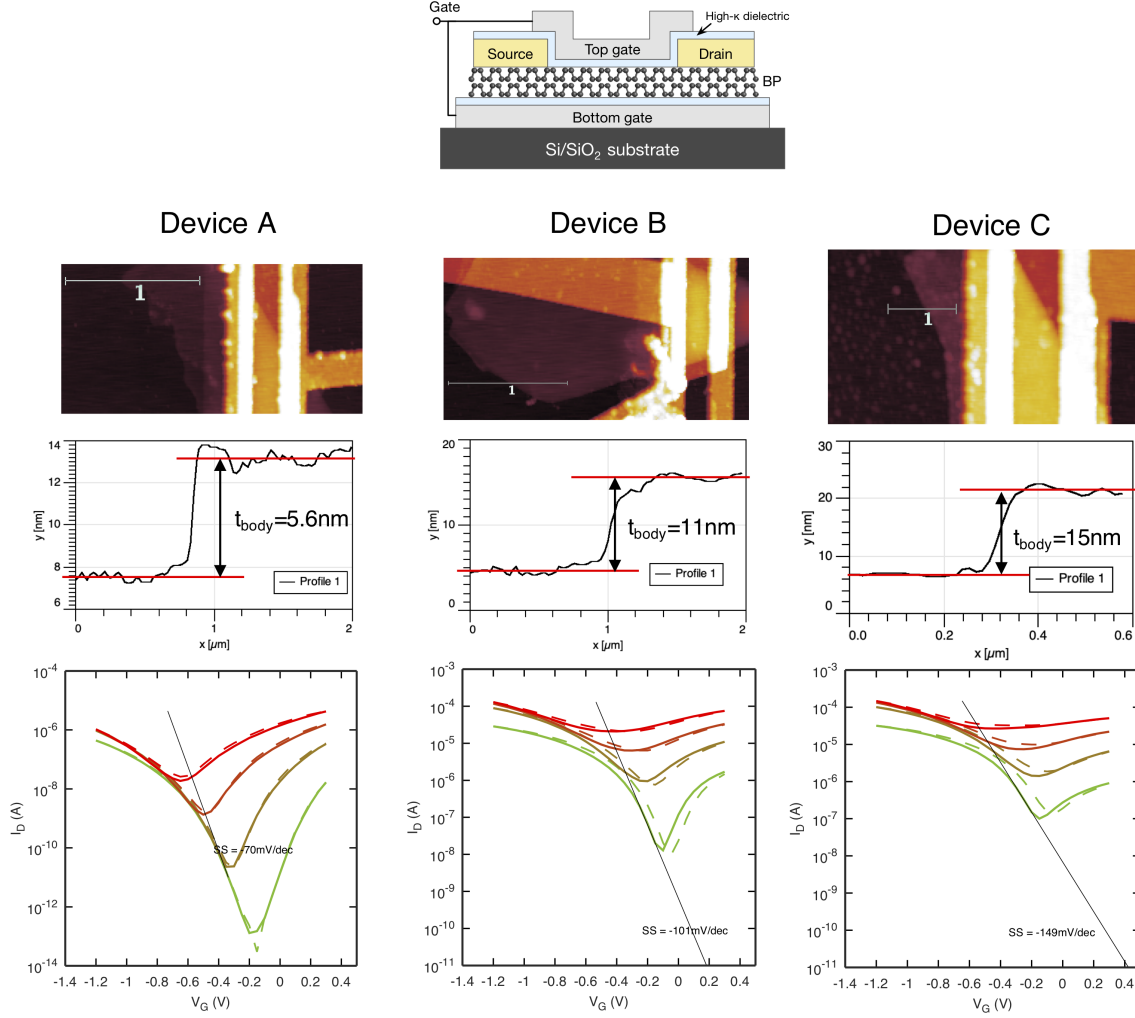 Gate
High-κ dielectric
Source
Top gate
Drain
BP
Bottom gate
Si/SiO2 substrate
Device A
Device B
Device C
1
1
1
14
12
10
8
6
y [nm]
tbody=5.6nm
Profile 1
0
1
2
x [µm]
20
10
0
y [nm]
tbody=11nm
Profile 1
0
1
2
x [µm]
30
20
10
0
y [nm]
tbody=15nm
Profile 1
0.0
0.2
0.4
0.6
x [µm]
10-4
10-6
10-8
10-10
10-12
10-14
ID (A)
SS = -70mV/dec
-1.4 -1.2 -1 -0.8 -0.6 -0.4 -0.2 0 0.2 0.4
VG (V)
10-3
10-4
10-5
10-6
10-7
10-8
10-9
10-10
10-11
ID (A)
SS = -101mV/dec
-1.4 -1.2 -1 -0.8 -0.6 -0.4 -0.2 0 0.2 0.4
VG (V)
10-3
10-4
10-5
10-6
10-7
10-8
10-9
10-10
10-11
ID (A)
SS = -149mV/dec
-1.4 -1.2 -1 -0.8 -0.6 -0.4 -0.2 0 0.2 0.4
VG (V)